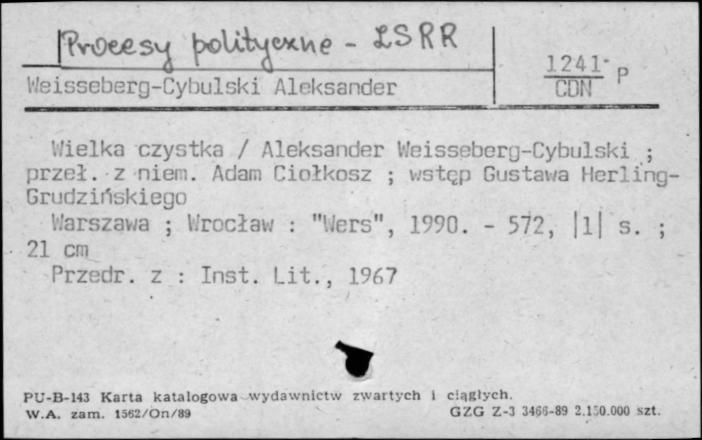 Procesy polityczne - ZSRR
1241 P
CDN
Weisseberg-Cybulski Aleksander
Wielka czystka / Aleksander Weisseberg-Cybulski ;
przeł. z niem. Adam Ciołkosz ; wstęp Gustawa Herling-
Grudzińskiego
Warszawa ; Wrocław : "Wers", 1990. - 572, |1| s. ;
21 cm
Przedr. z : Inst. Lit., 1967
PU-B-143 Karta katalogowa wydawnictw zwartych i ciągłych.
W.A. zam. 1562/On/89 GZG Z-3 3466-89 2.150.000 szt.